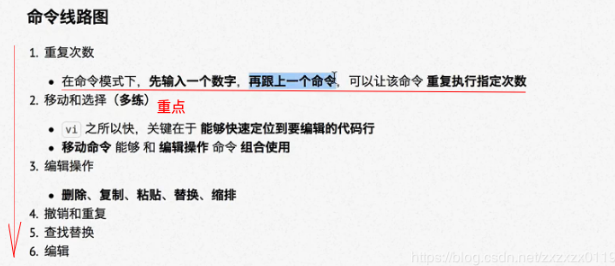 命令线路图
1. 重复次数
• 在命令模式下，先输入一个数字，再跟上一个命令，可以让该命令 重复执行指定次数
2. 移动和选择（多练） 重点
• vi 之所以快，关键在于 能够快速定位到要编辑的代码行
• 移动命令 能够 和 编辑操作 命令 组合使用
3. 编辑操作
• 删除、复制、粘贴、替换、缩排
4. 撤销和重复
5. 查找替换
6. 编辑
https://blog.csdn.net/zxzxzx0119